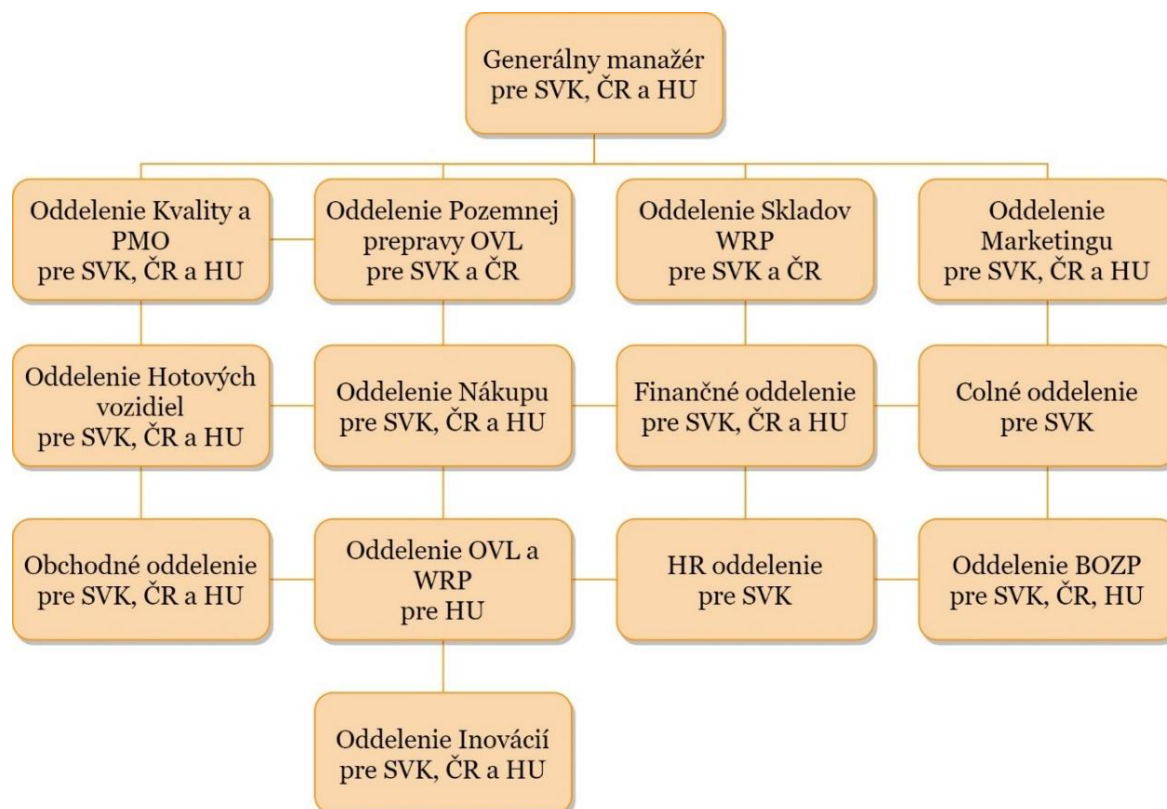 Generálny manažér
pre SVK, ČR a HU
Oddelenie Kvality a
PMO
pre SVK, ČR a HU
Oddelenie Pozemnej
prepravy OVL
pre SVK a ČR
Oddelenie Skladov
WRP
pre SVK a ČR
Oddelenie
Marketingu
pre SVK, ČR a HU
Oddelenie Hotových
vozidiel
pre SVK, ČR a HU
Oddelenie Nákupu
pre SVK, ČR a HU
Finančné oddelenie
pre SVK, ČR a HU
Colné oddelenie
pre SVK
Obchodné oddelenie
pre SVK, ČR a HU
Oddelenie OVL a
WRP
pre HU
HR oddelenie
pre SVK
Oddelenie BOZP
pre SVK, ČR, HU
Oddelenie Inovácií
pre SVK, ČR a HU